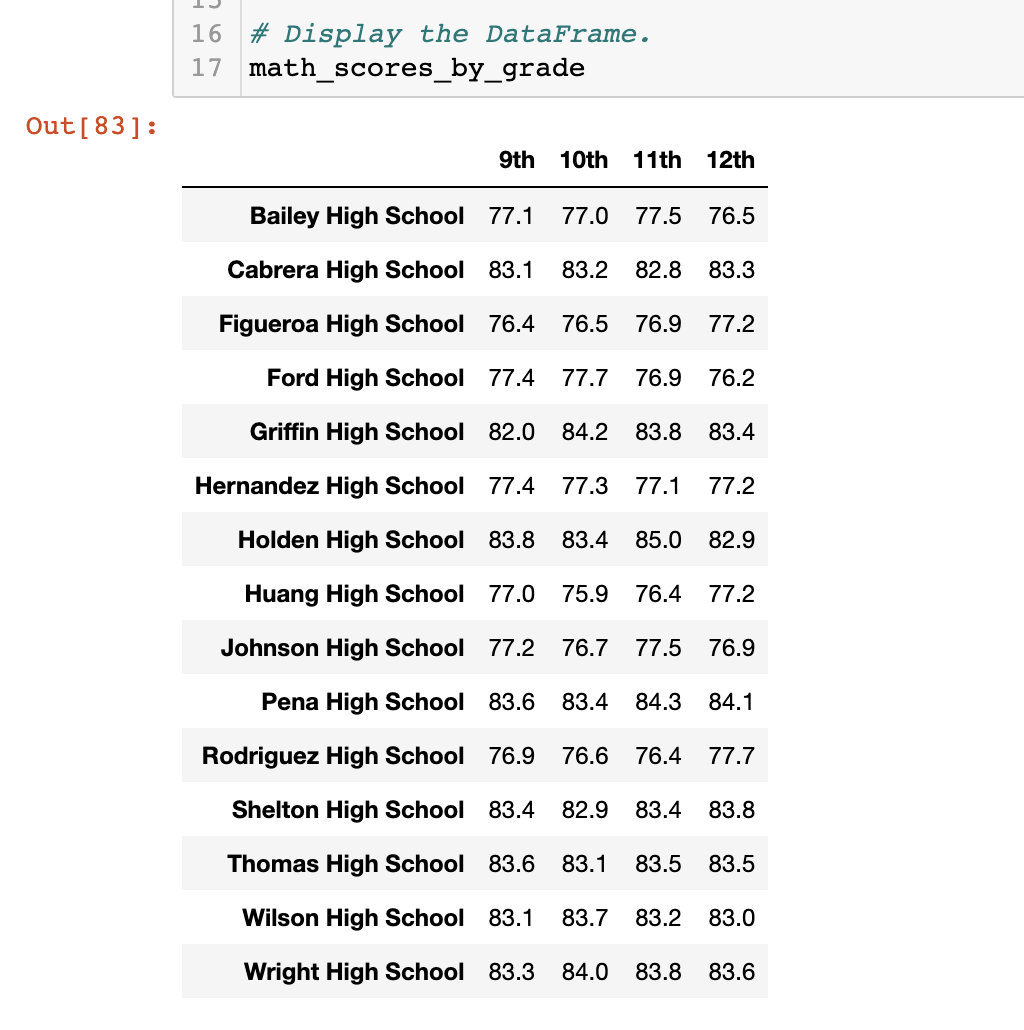 15
16 # Display the DataFrame.
17 math_scores_by_grade
Out[83]:
9th 10th 11th 12th
Bailey High School 77.1 77.0 77.5 76.5
Cabrera High School 83.1 83.2 82.8 83.3
Figueroa High School 76.4 76.5 76.9 77.2
Ford High School 77.4 77.7 76.9 76.2
Griffin High School 82.0 84.2 83.8 83.4
Hernandez High School 77.4 77.3 77.1 77.2
Holden High School 83.8 83.4 85.0 82.9
Huang High School 77.0 75.9 76.4 77.2
Johnson High School 77.2 76.7 77.5 76.9
Pena High School 83.6 83.4 84.3 84.1
Rodriguez High School 76.9 76.6 76.4 77.7
Shelton High School 83.4 82.9 83.4 83.8
Thomas High School 83.6 83.1 83.5 83.5
Wilson High School 83.1 83.7 83.2 83.0
Wright High School 83.3 84.0 83.8 83.6